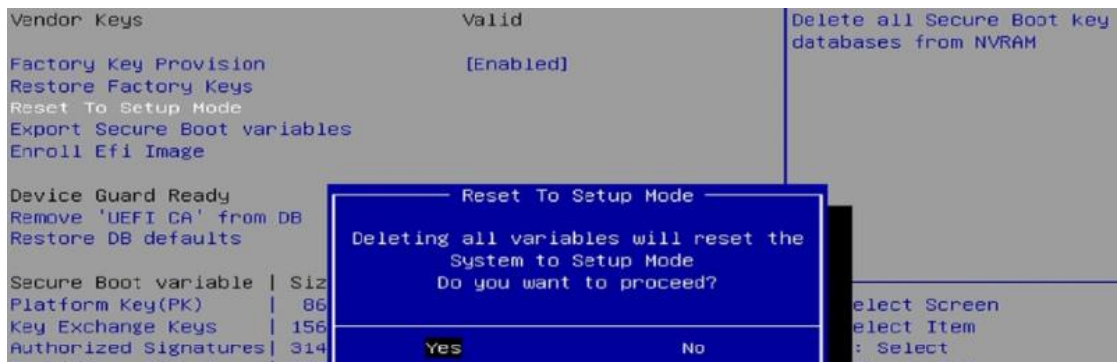 Vendor Keys Valid
Delete all Secure Boot key
databases from NVRAM
Factory Key Provision [Enabled]
Restore Factory Keys
Reset To Setup Mode
Export Secure Boot variables
Enroll Efi Image
Device Guard Ready
Remove 'UEFI CA' from DB
Restore DB defaults
Secure Boot variable | Siz
Platform Key(PK) | 86
Key Exchange Keys | 156
Authorized Signatures| 314
Reset To Setup Mode
Deleting all variables will reset the
System to Setup Mode
Do you want to proceed?
Yes No
elect Screen
elect Item
: Select